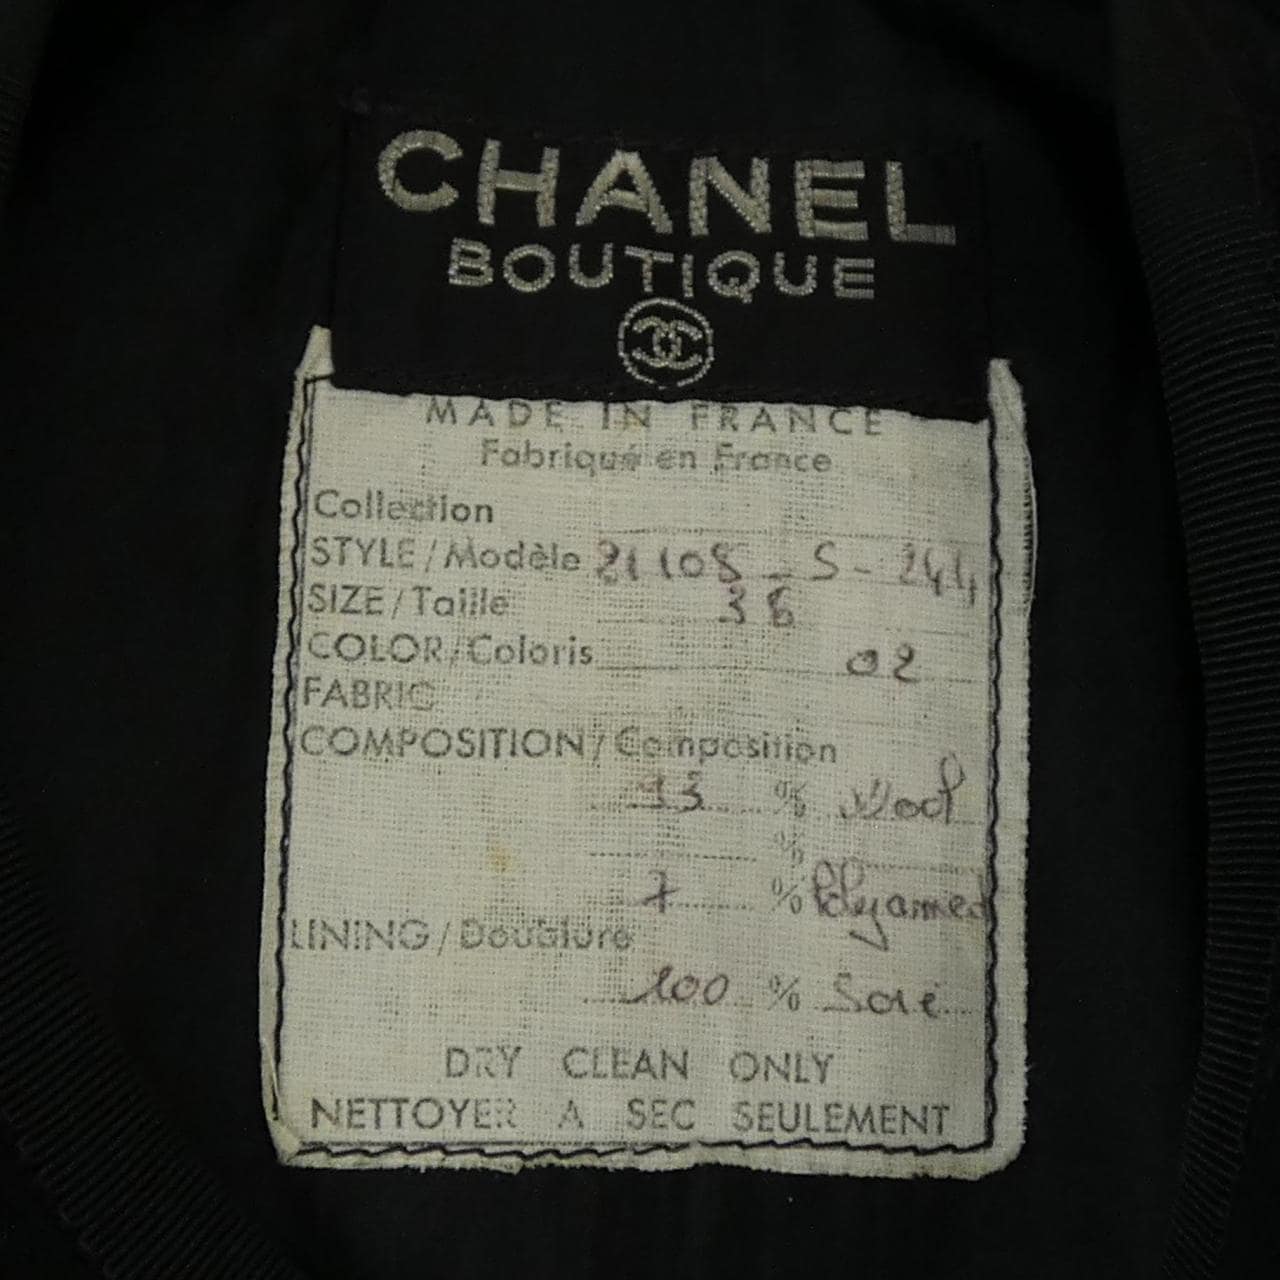 CHANEL
BOUTIQUE
MADE IN FRANCE
Fabriqué en France
Collection
STYLE/Modèle 21108 - S - 244
SIZE/Taille 36
COLOR/Coloris 02
FABRIC
COMPOSITION/Composition
93 % Wool
%
7 % Polyamed
LINING/Doublure
100 % Soie
DRY CLEAN ONLY
NETTOYER A SEC SEULEMENT